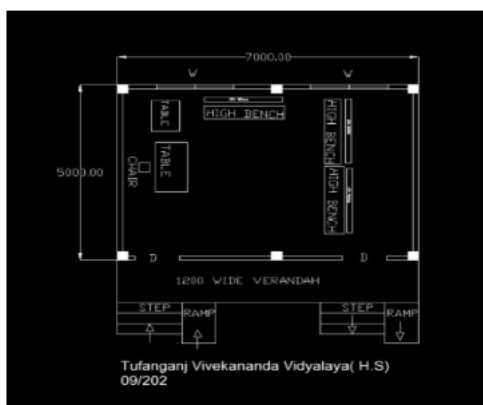 7000.00
W
W
TABLE
HIGH BENCH
HIGH BENCH
5000.00
CHAIR
TABLE
HIGH BENCH
D
D
1200 WIDE VERANDAH
STEP
RAMP
STEP
RAMP
Tufanganj Vivekananda Vidyalaya( H.S)
09/202